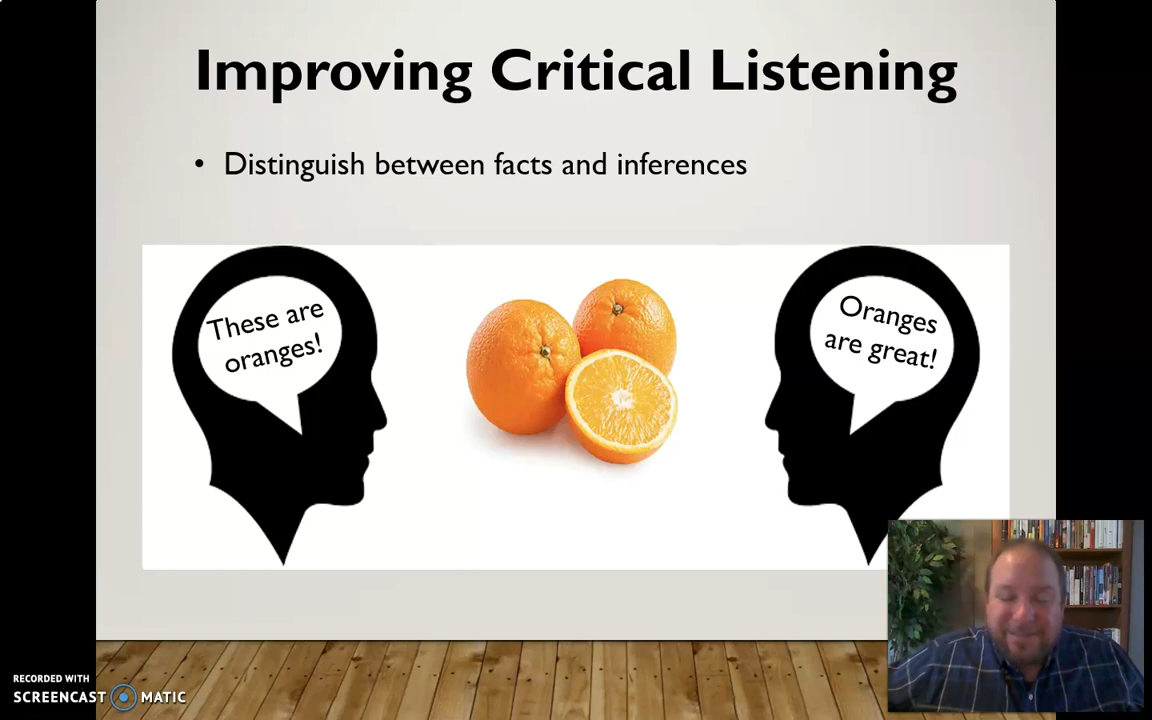 Improving Critical Listening
• Distinguish between facts and inferences
These are
oranges!
Oranges
are great!
RECORDED WITH
SCREENCAST MATIC